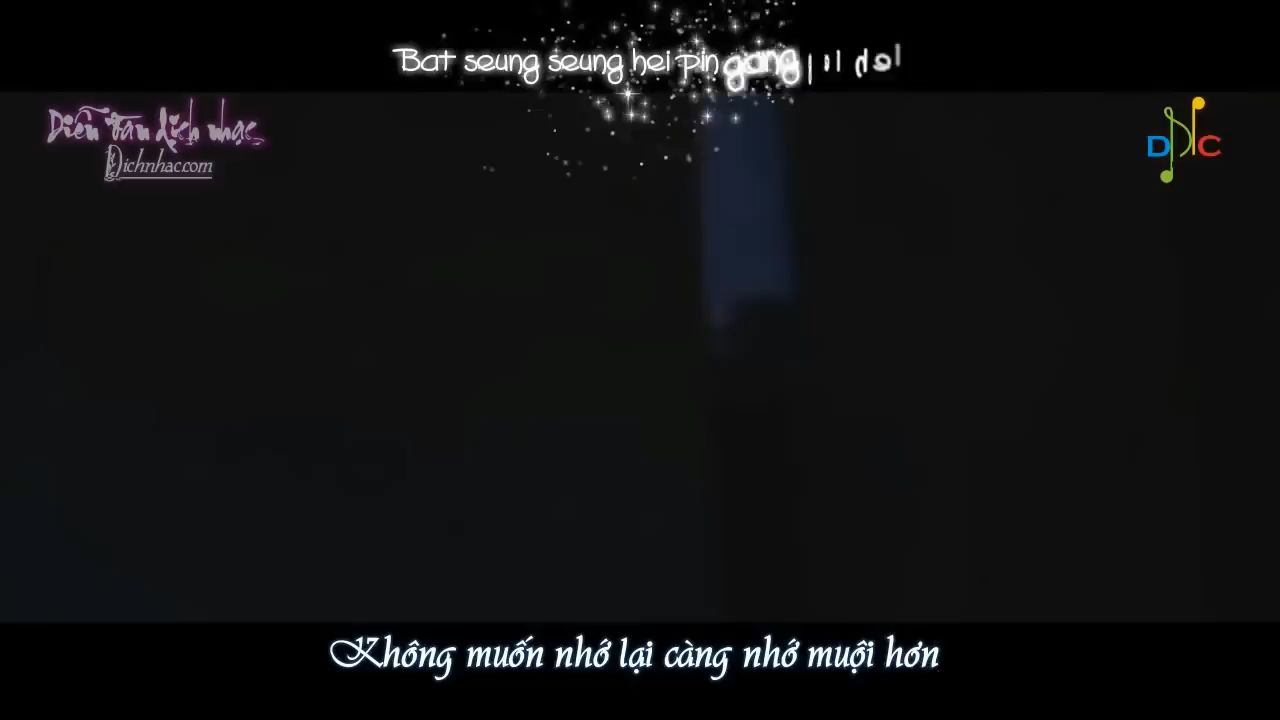 Bat seung seung hei pin gang
Diễn đàn dịch nhạc
Dichnhac.com
D C
Không muốn nhớ lại càng nhớ muội hơn